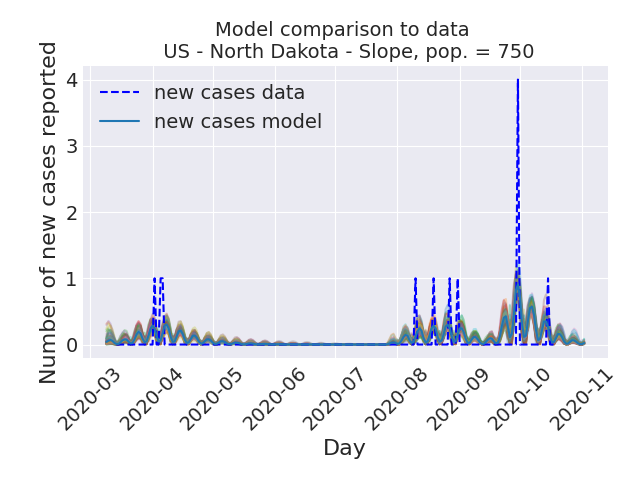 Model comparison to data
US - North Dakota - Slope, pop. = 750
Number of new cases reported
4
3
2
1
0
new cases data
new cases model
2020-03
2020-04
2020-05
2020-06
2020-07
2020-08
2020-09
2020-10
2020-11
Day